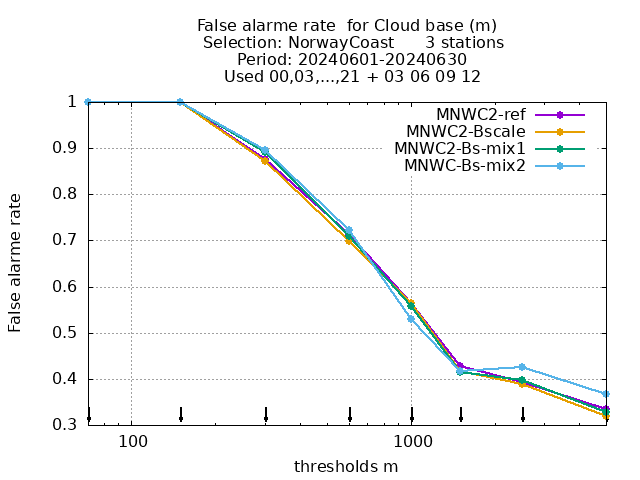 False alarme rate  for Cloud base (m)
Selection: NorwayCoast      3 stations
Period: 20240601-20240630
Used 00,03,...,21 + 03 06 09 12
MNWC2-ref
MNWC2-Bscale
MNWC2-Bs-mix1
MNWC-Bs-mix2
False alarme rate
1
0.9
0.8
0.7
0.6
0.5
0.4
0.3
100
1000
thresholds m